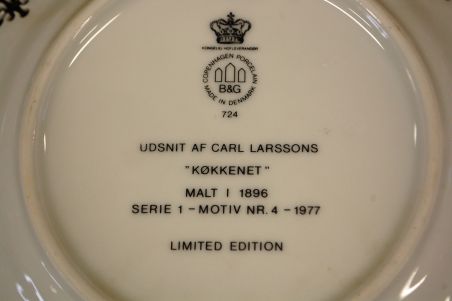 KONGELIG HOFLEVERANDØR
COPENHAGEN PORCELAIN
B&G
MADE IN DENMARK
724
UDSNIT AF CARL LARSSONS
"KØKKENET"
MALT I 1896
SERIE 1 - MOTIV NR. 4 - 1977
LIMITED EDITION